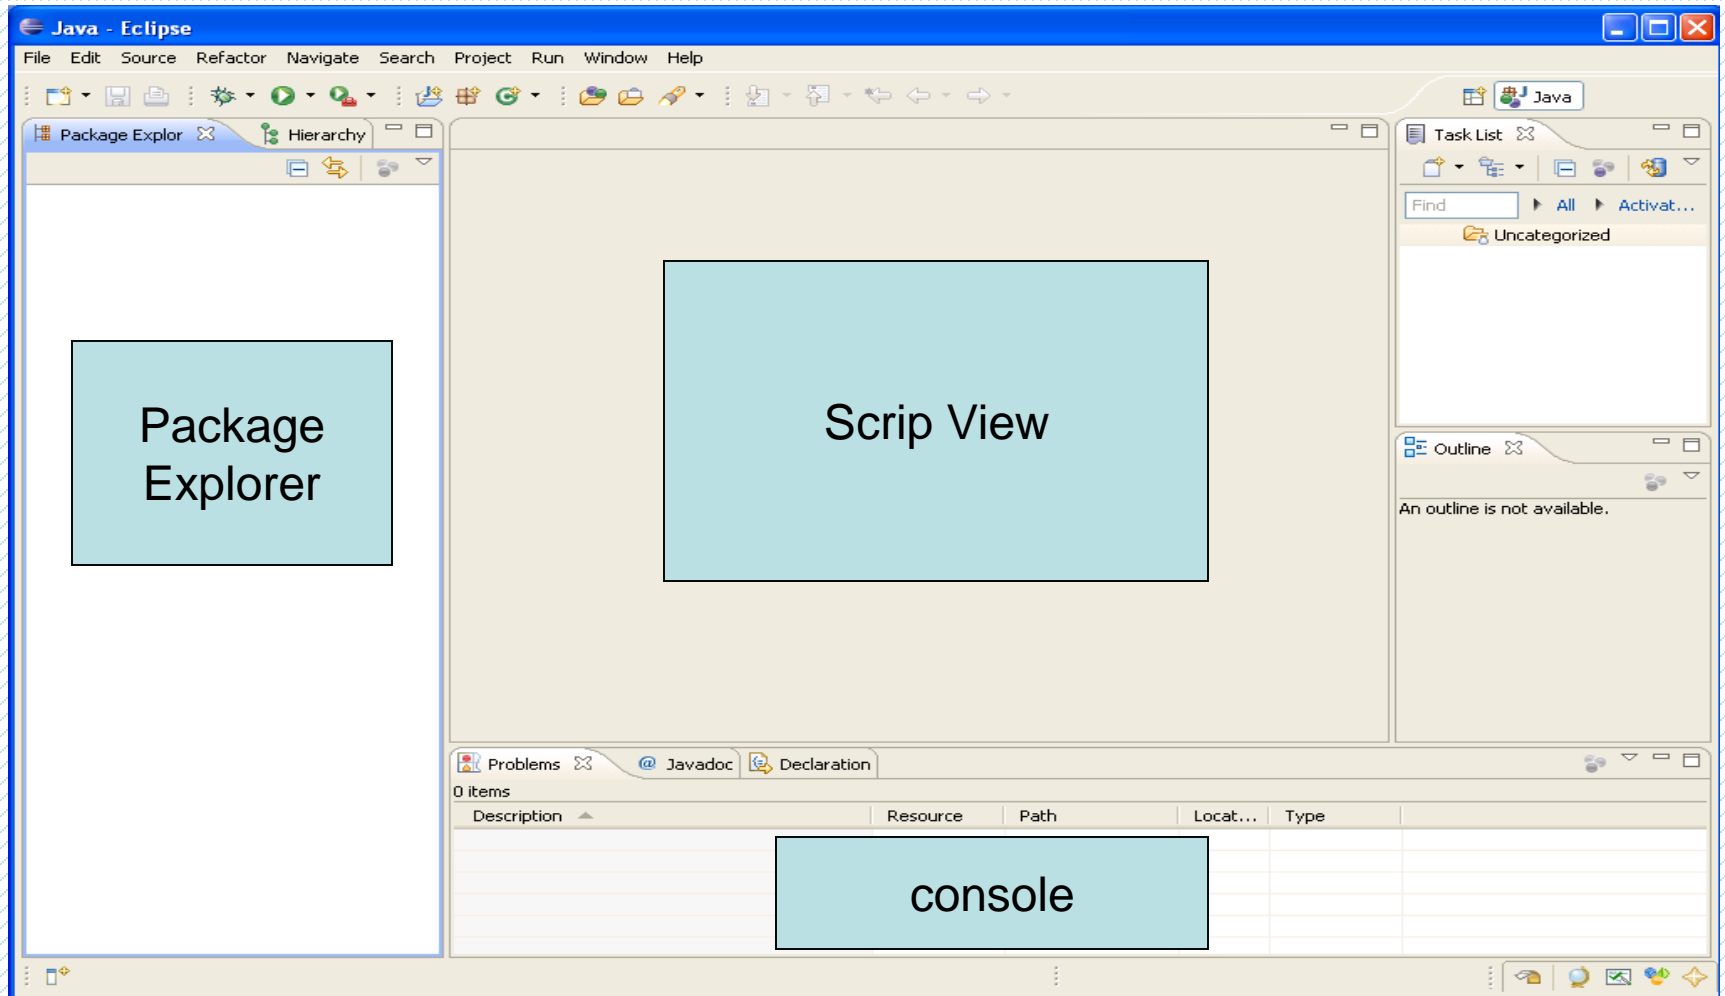 Java - Eclipse
File Edit Source Refactor Navigate Search Project Run Window Help
Java
Package Explor Hierarchy
Task List
Find All Activat...
Uncategorized
Package
Explorer
Scrip View
Outline
An outline is not available.
Problems @ Javadoc Declaration
0 items
Description Resource Path Locat... Type
console